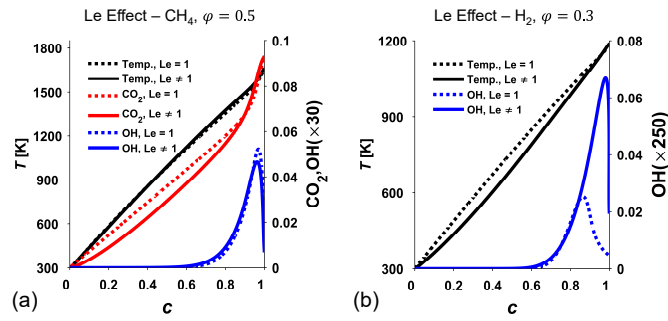 Le Effect – CH₄, φ = 0.5
1800
1500
1200
900
600
300
T [K]
Temp., Le = 1
Temp., Le ≠ 1
CO₂, Le = 1
CO₂, Le ≠ 1
OH, Le = 1
OH, Le ≠ 1
0.1
0.08
0.06
0.04
0.02
0
CO₂,OH(×30)
0 0.2 0.4 0.6 0.8 1
(a) c
Le Effect – H₂, φ = 0.3
1200
900
600
300
T [K]
Temp., Le = 1
Temp., Le ≠ 1
OH, Le = 1
OH, Le ≠ 1
0.08
0.06
0.04
0.02
0
OH(×250)
0 0.2 0.4 0.6 0.8 1
(b) c